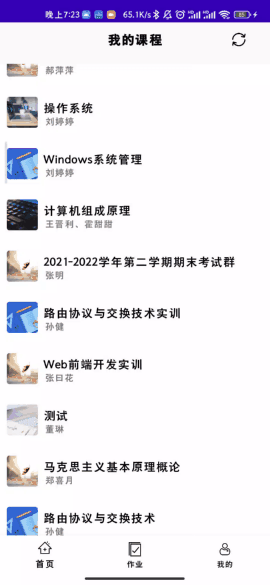 晚上7:23 65.1K/s
我的课程
郝萍萍
操作系统
刘婷婷
Windows系统管理
刘婷婷
计算机组成原理
王晋利、霍甜甜
2021-2022学年第二学期期末考试群
张明
路由协议与交换技术实训
孙健
Web前端开发实训
张日花
测试
董琳
马克思主义基本原理概论
郑喜月
路由协议与交换技术
孙健
首页 作业 我的